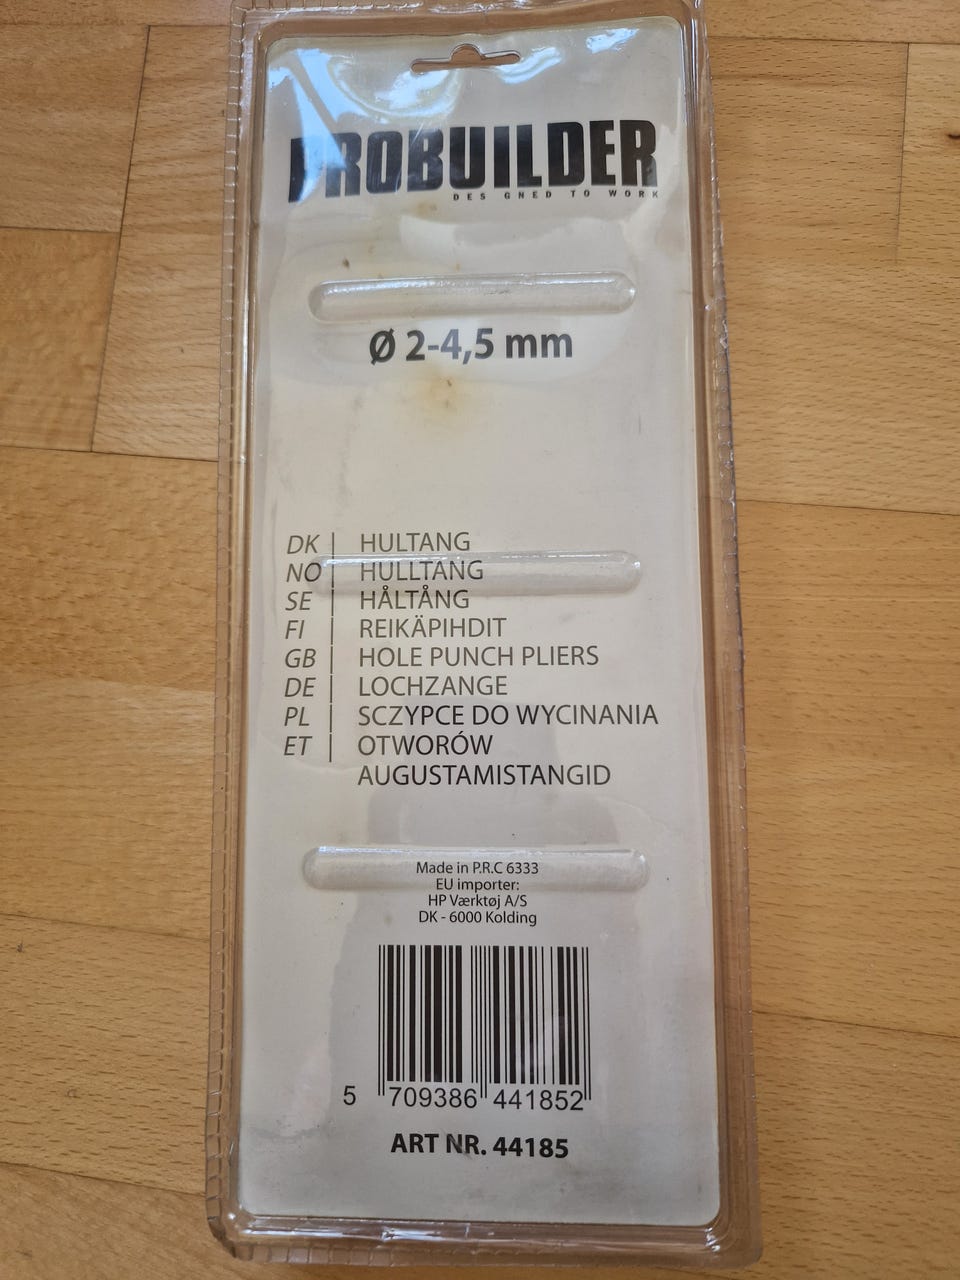 PROBUILDER
DESIGNED TO WORK
Ø 2-4,5 mm
DK | HULTANG
NO | HULLTANG
SE | HÅLTÅNG
FI | REIKÄPIHDIT
GB | HOLE PUNCH PLIERS
DE | LOCHZANGE
PL | SCZYPCE DO WYCINANIA
ET | OTWORÓW
AUGUSTAMISTANGID
Made in P.R.C 6333
EU importer:
HP Værktøj A/S
DK - 6000 Kolding
5 709386 441852
ART NR. 44185